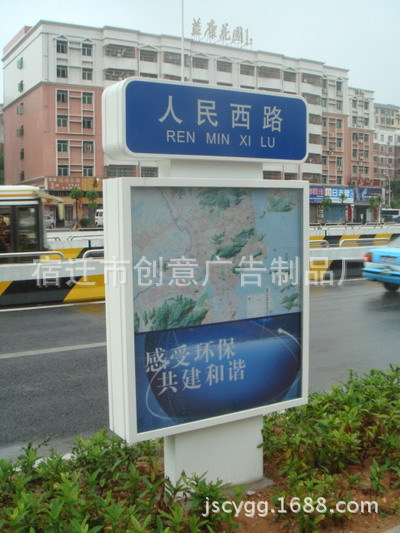 人民西路
REN MIN XI LU
宿迁市创意广告制品厂
感受环保
共建和谐
jscygg.1688.com